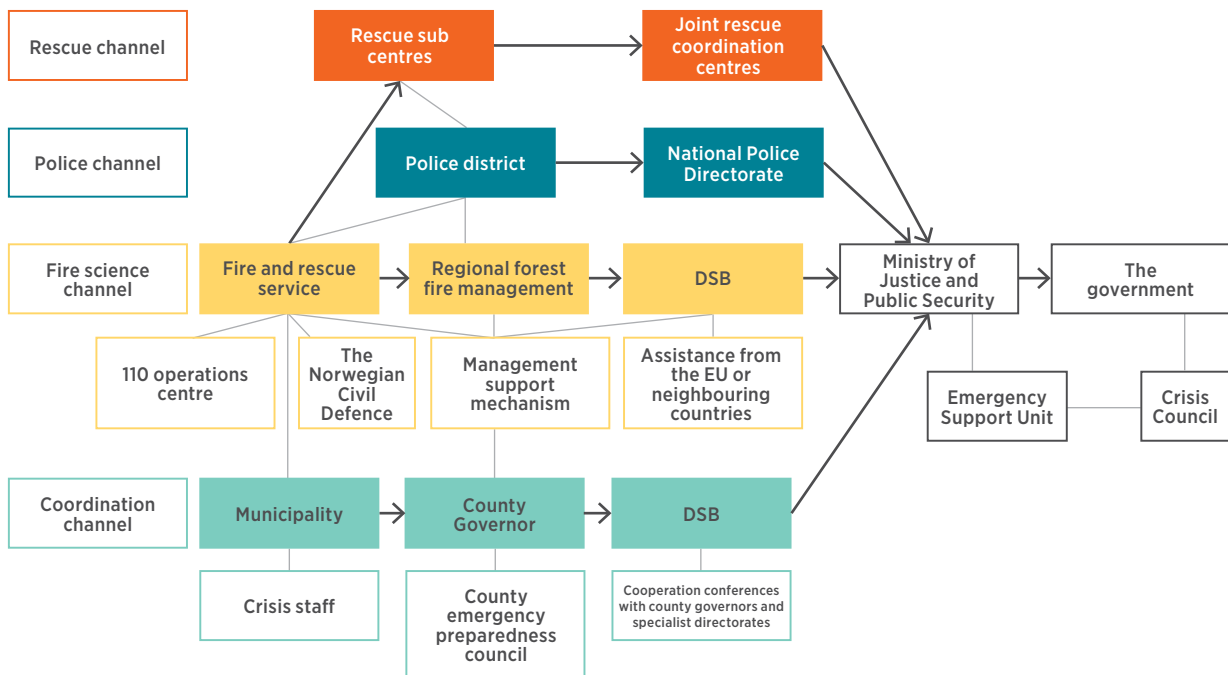 Rescue channel
Rescue sub
centres
Joint rescue
coordination
centres
Police channel
Police district
National Police
Directorate
Fire science
channel
Fire and rescue
service
Regional forest
fire management
DSB
Ministry of
Justice and
Public Security
The
government
110 operations
centre
The
Norwegian
Civil
Defence
Management
support
mechanism
Assistance from
the EU or
neighbouring
countries
Emergency
Support Unit
Crisis
Council
Coordination
channel
Municipality
County
Governor
DSB
Crisis staff
County
emergency
preparedness
council
Cooperation conferences
with county governors and
specialist directorates